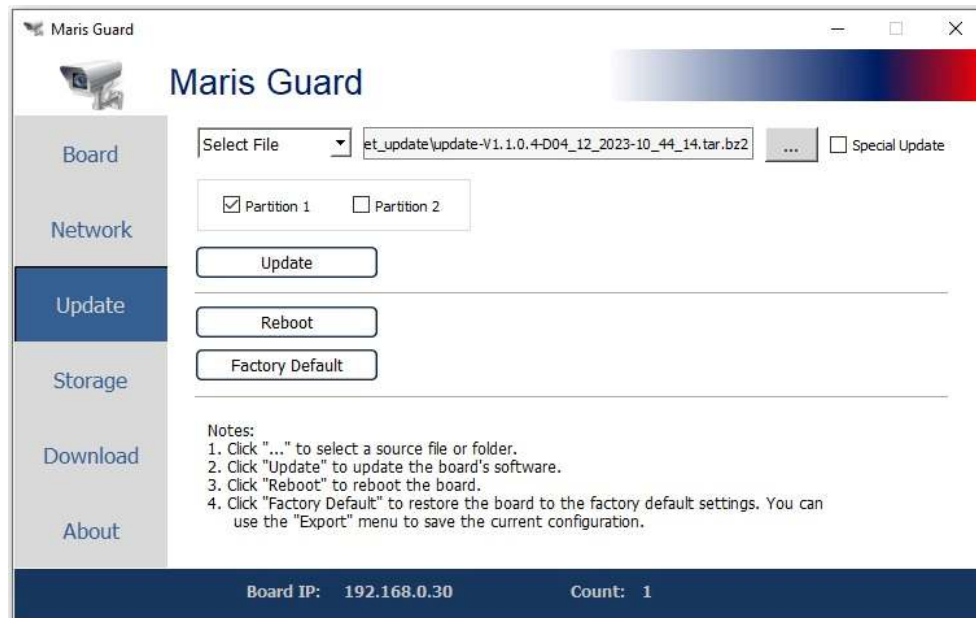 Maris Guard
Maris Guard
Board
Network
Update
Storage
Download
About
Select File
et_update\update-V1.1.0.4-D04_12_2023-10_44_14.tar.bz2
...
Special Update
Partition 1
Partition 2
Update
Reboot
Factory Default
Notes:
1. Click "..." to select a source file or folder.
2. Click "Update" to update the board's software.
3. Click "Reboot" to reboot the board.
4. Click "Factory Default" to restore the board to the factory default settings. You can
use the "Export" menu to save the current configuration.
Board IP: 192.168.0.30 Count: 1